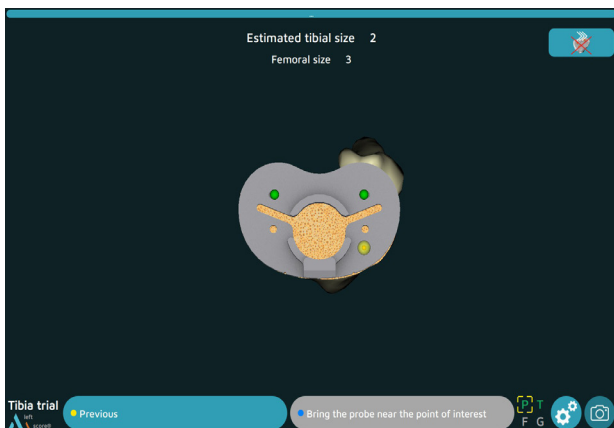 Estimated tibial size 2
Femoral size 3
Tibia trial
left
Previous
Bring the probe near the point of interest
P T
F G